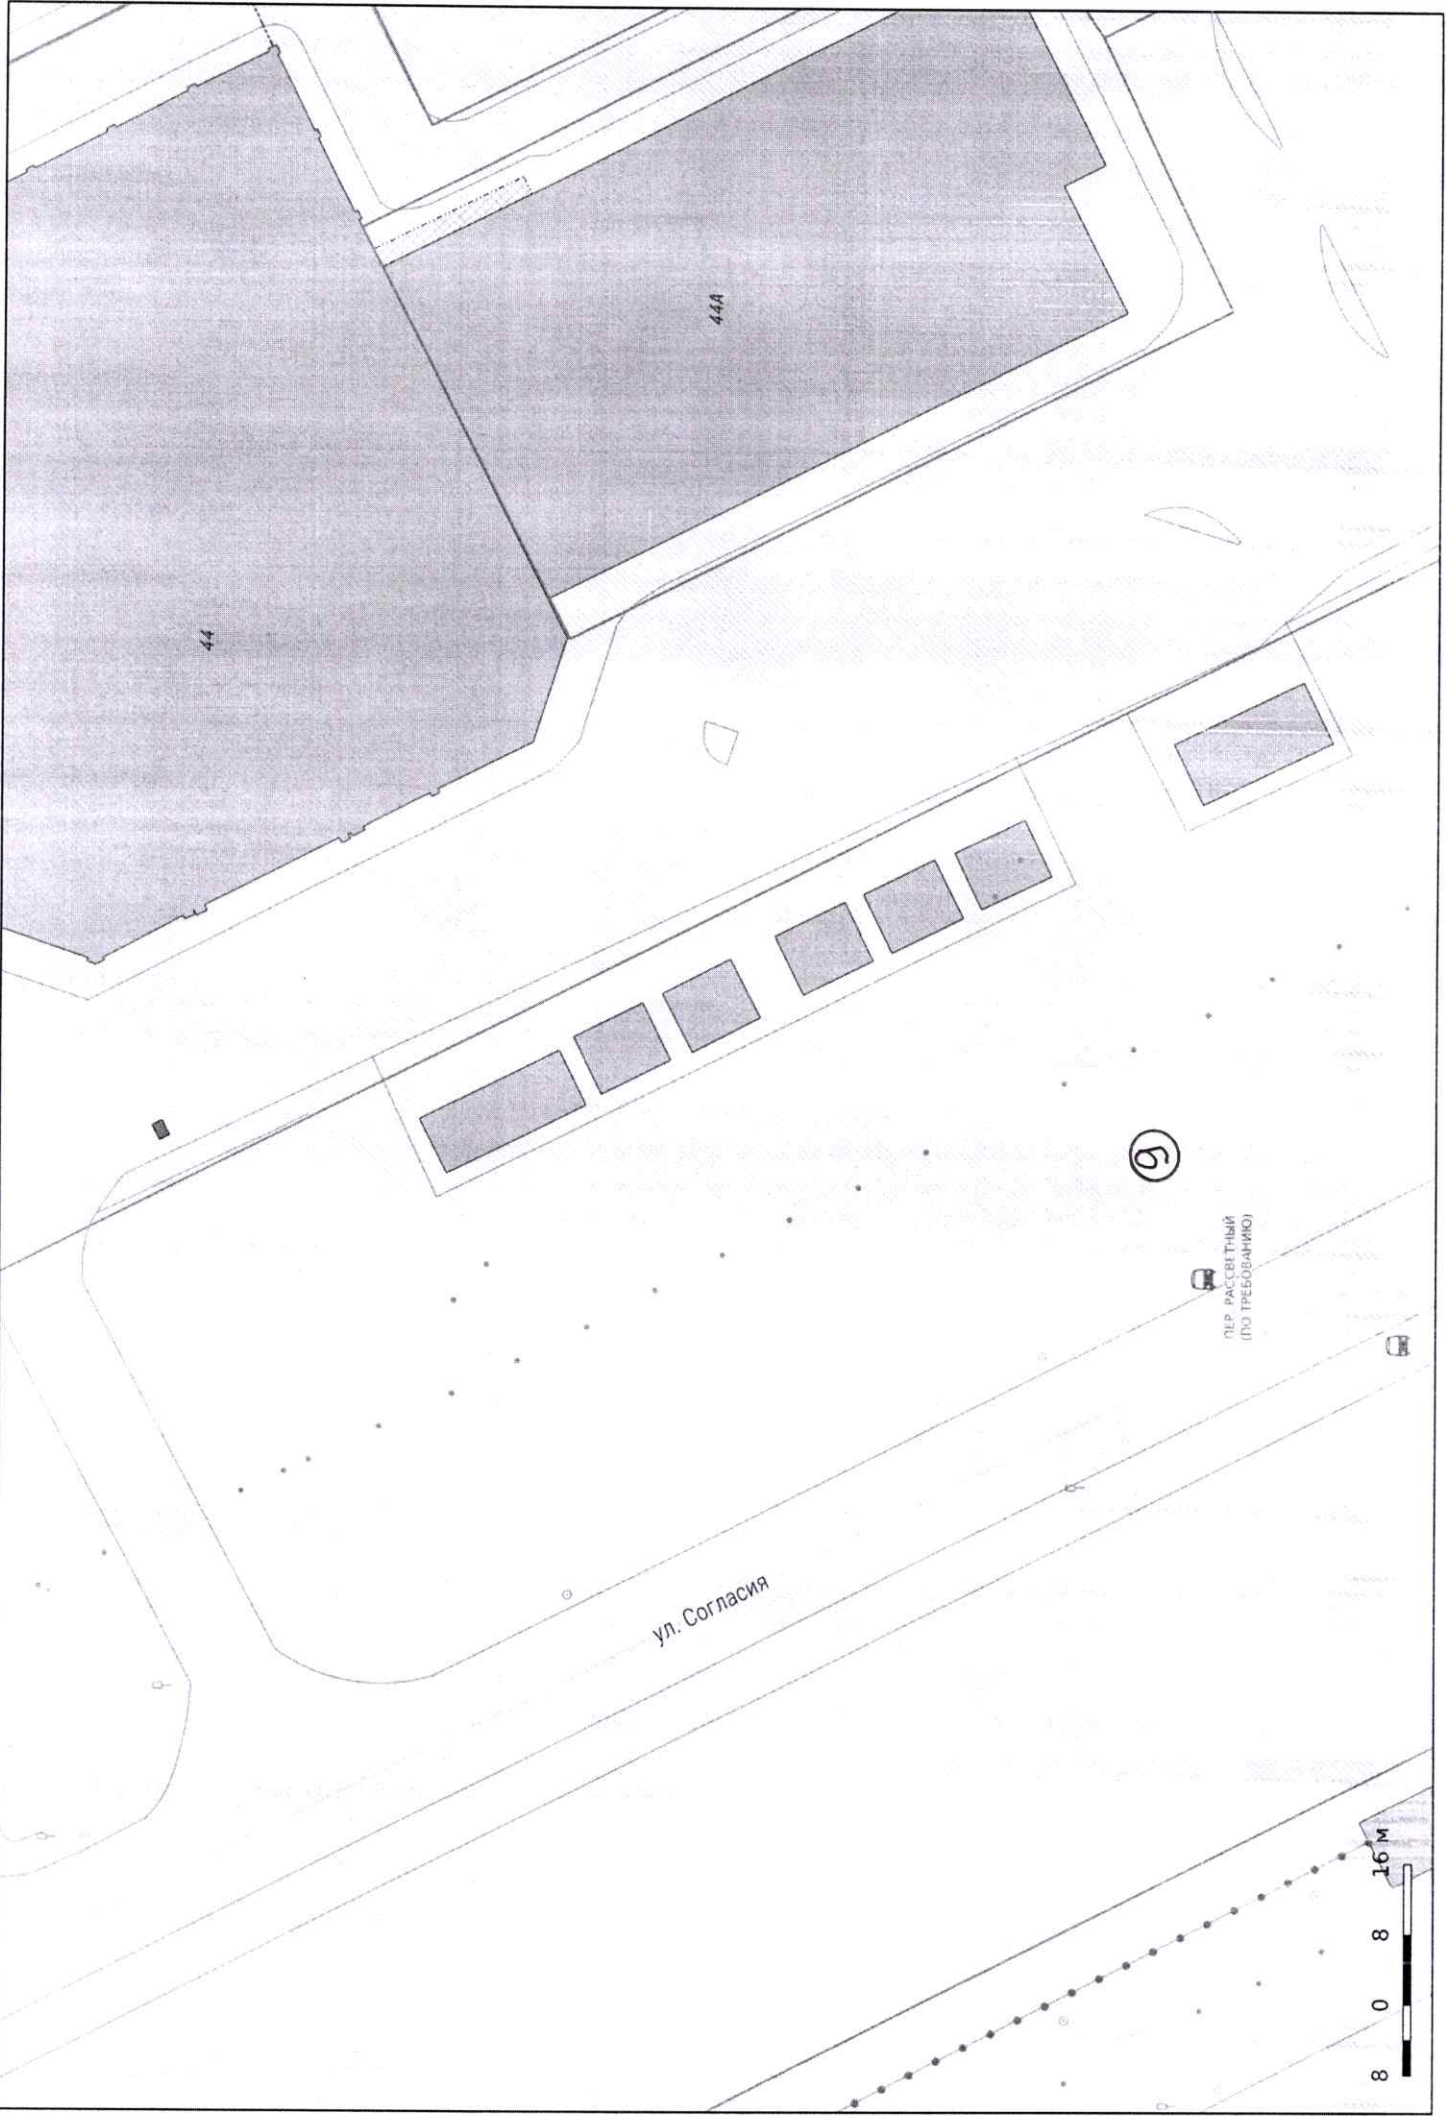 44А
44
9
ПЕР. РАССВЕТНЫЙ
(ПО ТРЕБОВАНИЮ)
ул. Согласия
8 0 8 16 м